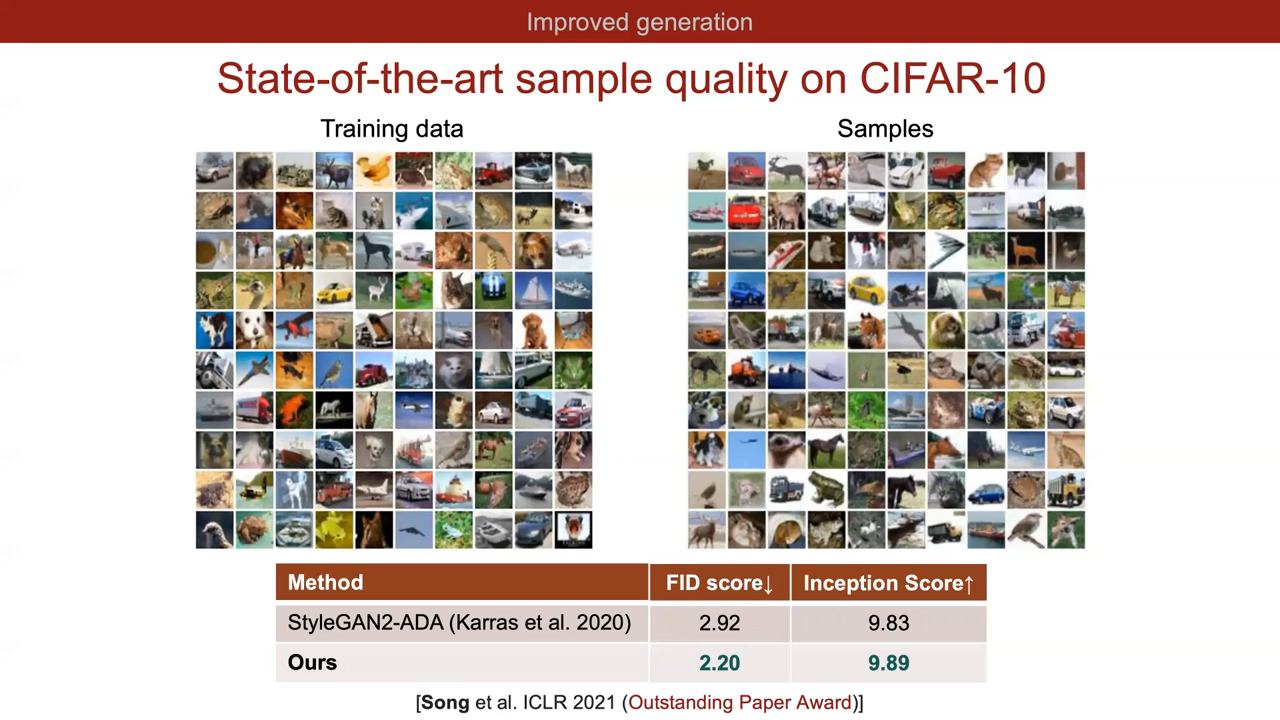 Improved generation
State-of-the-art sample quality on CIFAR-10
Training data
Samples
Method FID score↓ Inception Score↑
StyleGAN2-ADA (Karras et al. 2020) 2.92 9.83
Ours 2.20 9.89
[Song et al. ICLR 2021 (Outstanding Paper Award)]